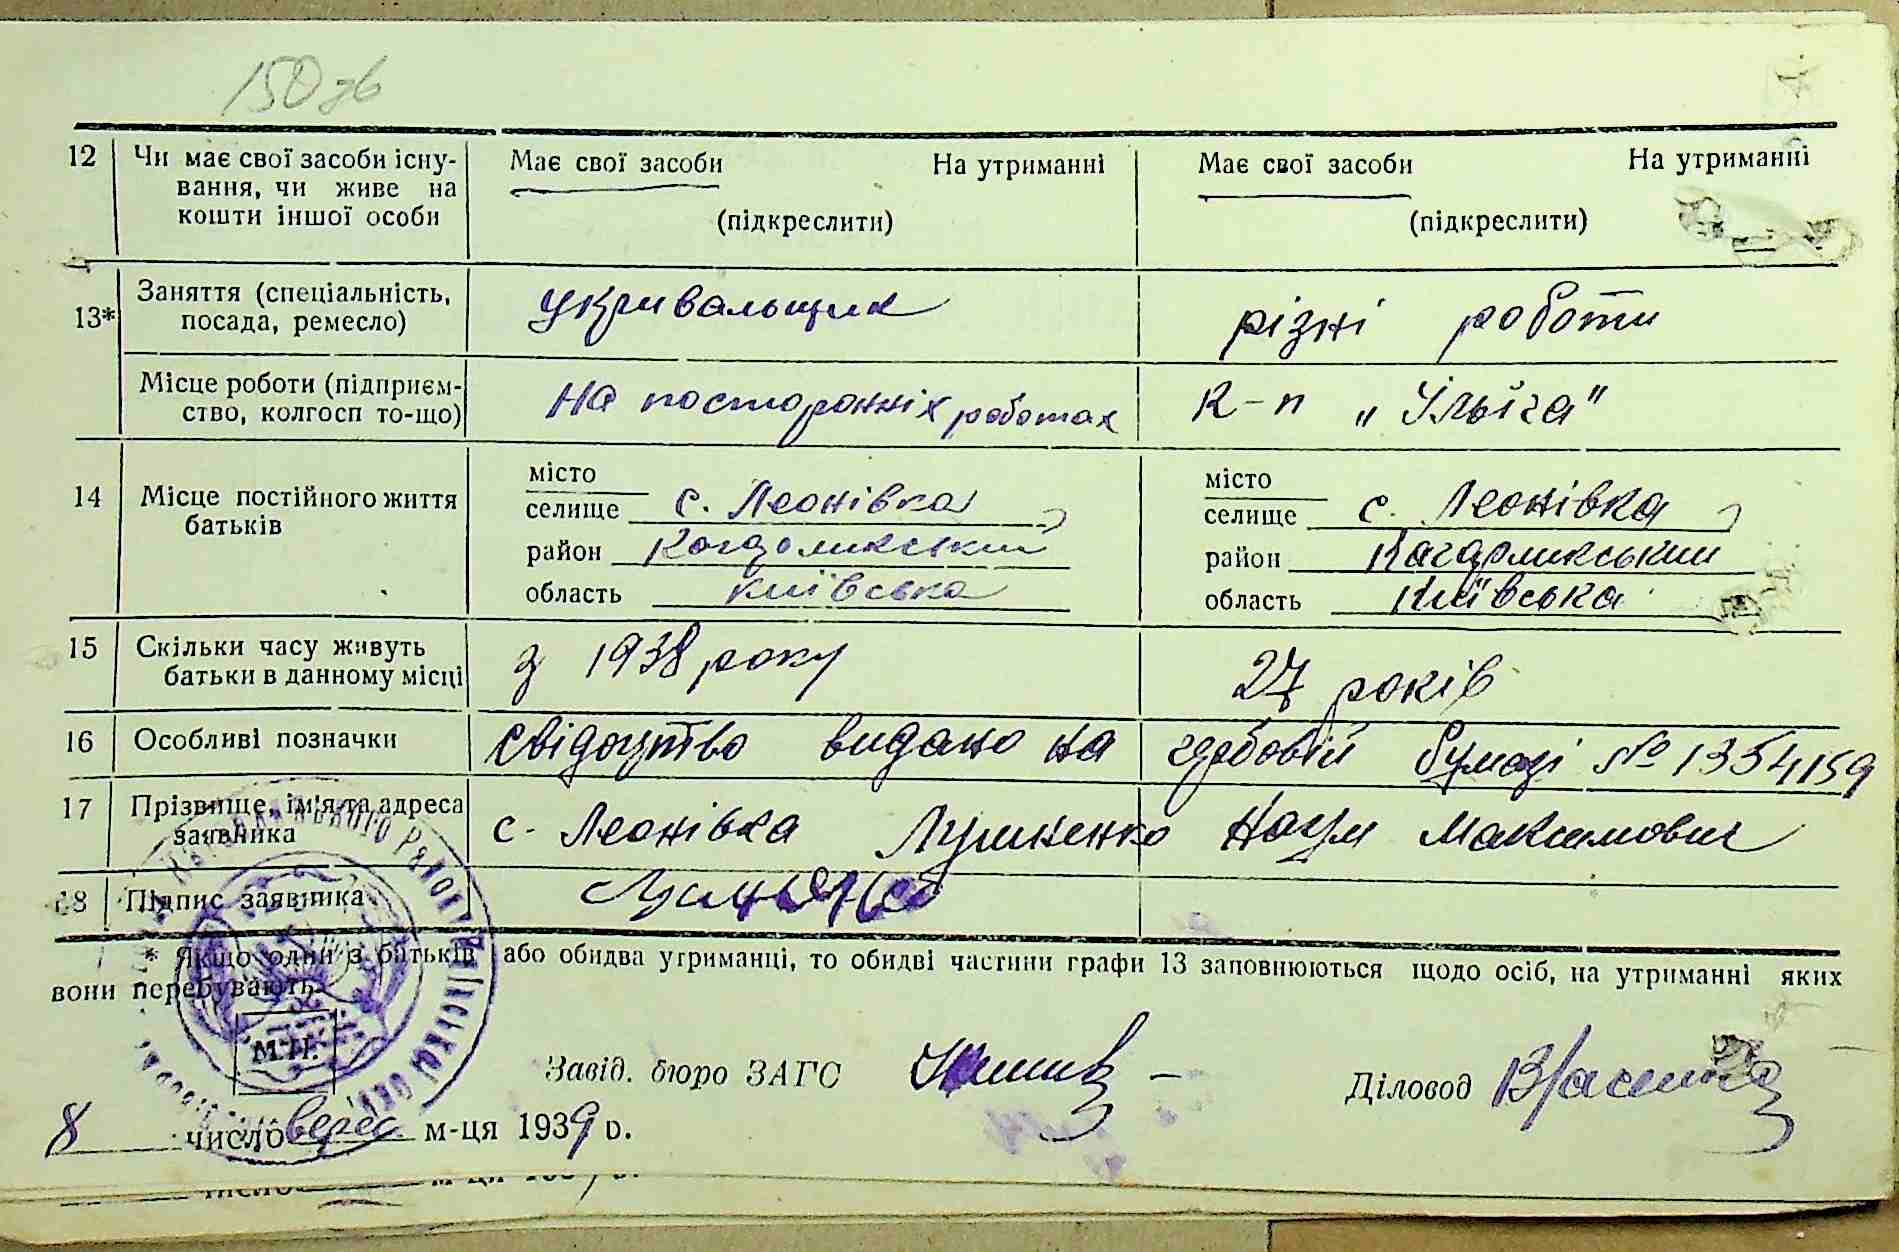 150 зв
12 Чи має свої засоби існу- Має свої засоби На утриманні Має свої засоби На утриманні
вання, чи живе на
кошти іншої особи (підкреслити) (підкреслити)
13* Заняття (спеціальність, укривальщик різні роботи
посада, ремесло)
Місце роботи (підприєм- на посторонніх роботах к-п „Ілліча"
ство, колгосп то-що)
14 Місце постійного життя місто місто
батьків селище с. Леонівка селище с. Леонівка
район Кагарликський район Кагарликський
область київська область Київська
15 Скільки часу живуть з 1938 року 27 років
батьки в данному місці
16 Особливі позначки свідоцтво видано на гербовій бумазі № 1354159
17 Прізвище, ім'я та адреса с. Леонівка Наум Максимович
заявника
18 Підпис заявника
* Якщо один з батьків або обидва утриманці, то обидві частини графи 13 заповнюються щодо осіб, на утриманні яких
вони перебувають.
М.П.
Завід. бюро ЗАГС Діловод
8 число верес. м-ця 1939 р.